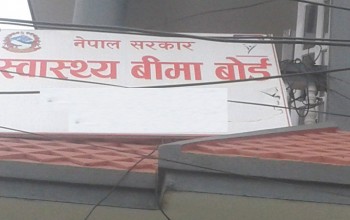 नेपाल सरकार
स्वास्थ्य बीमा बोर्ड